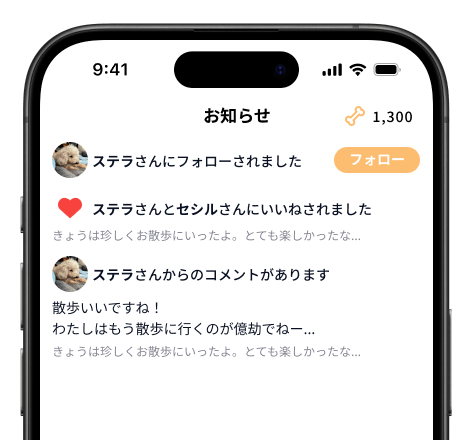 9:41
お知らせ
1,300
ステラさんにフォローされました
フォロー
ステラさんとセシルさんにいいねされました
きょうは珍しくお散歩にいったよ。とても楽しかったな...
ステラさんからのコメントがあります
散歩いいですね！
わたしはもう散歩に行くのが億劫でねー...
きょうは珍しくお散歩にいったよ。とても楽しかったな...